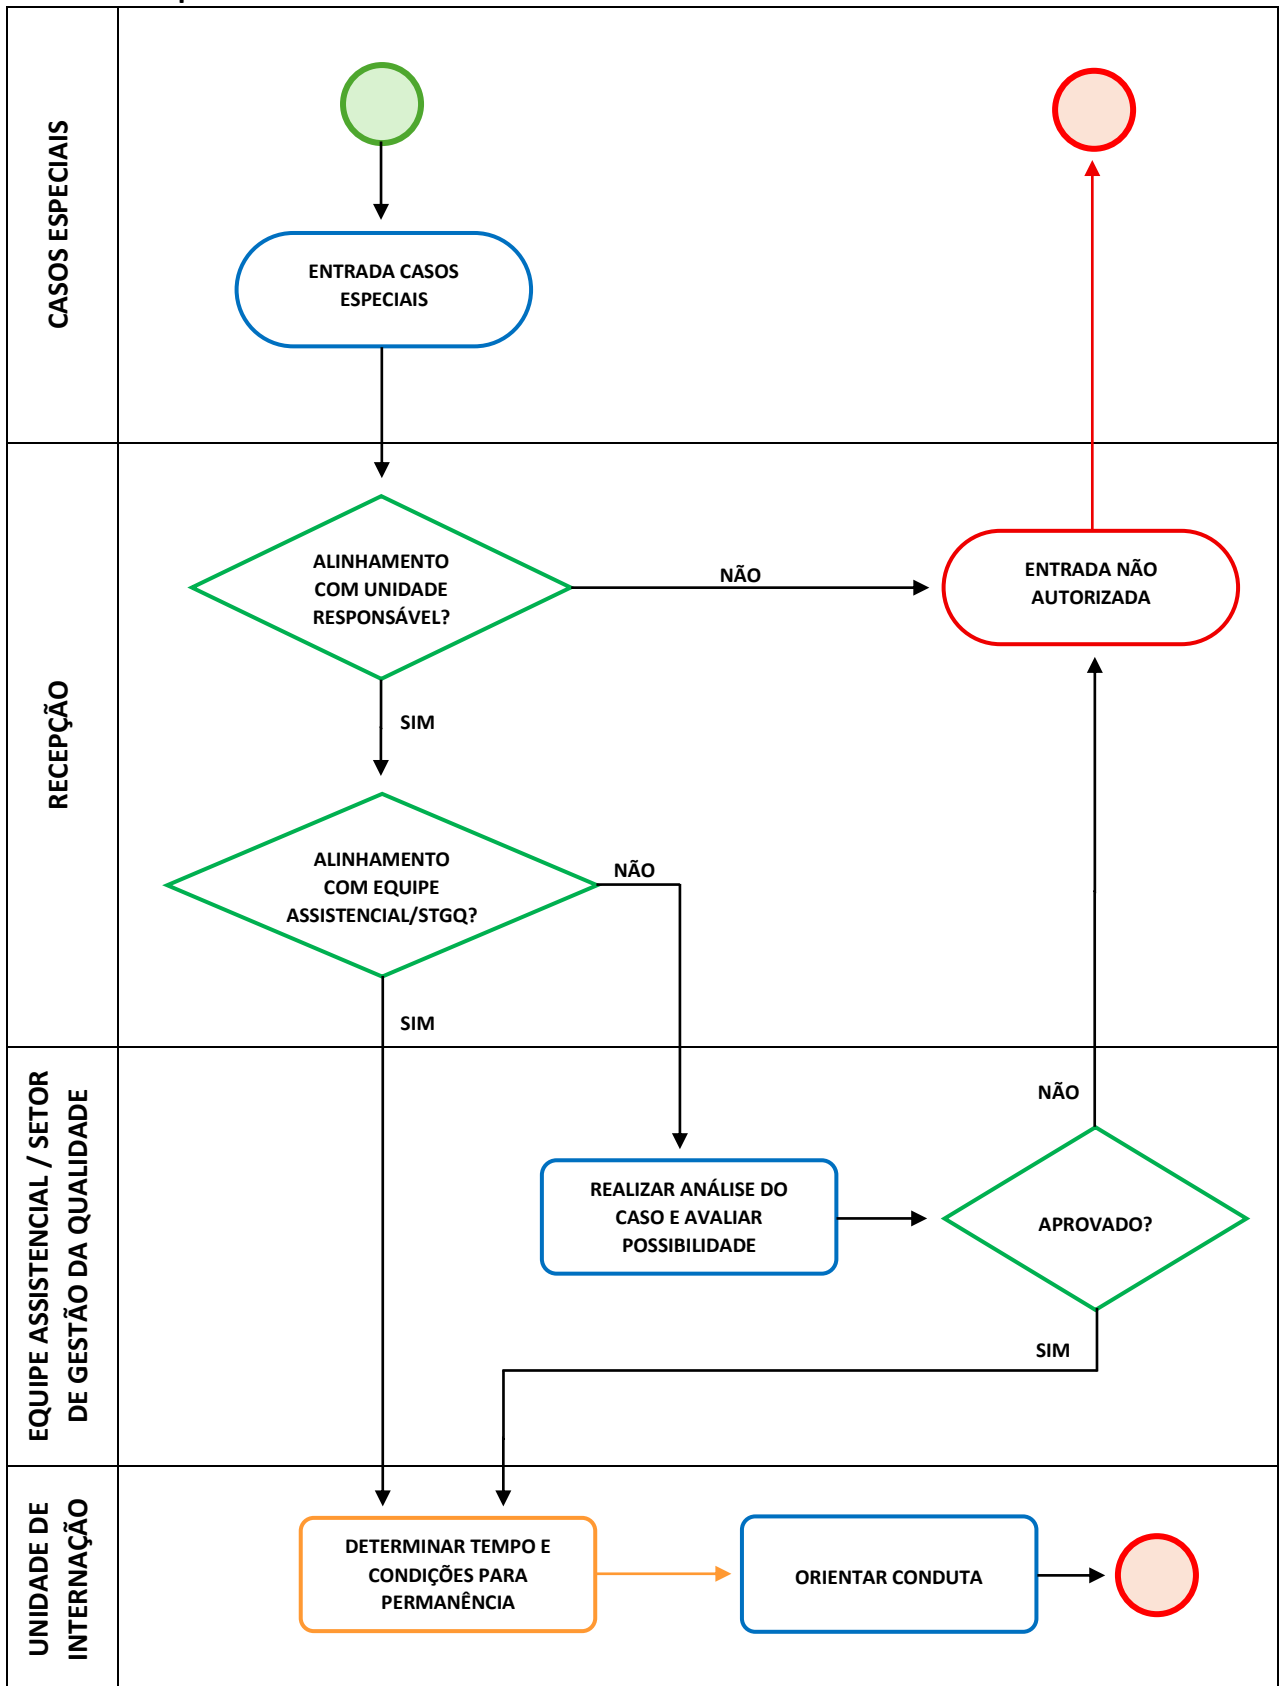 CASOS ESPECIAIS
ENTRADA CASOS
ESPECIAIS
RECEPÇÃO
ALINHAMENTO
COM UNIDADE
RESPONSÁVEL?
NÃO
ENTRADA NÃO
AUTORIZADA
SIM
ALINHAMENTO
COM EQUIPE
ASSISTENCIAL/STGQ?
NÃO
SIM
EQUIPE ASSISTENCIAL / SETOR
DE GESTÃO DA QUALIDADE
NÃO
REALIZAR ANÁLISE DO
CASO E AVALIAR
POSSIBILIDADE
APROVADO?
SIM
UNIDADE DE
INTERNAÇÃO
DETERMINAR TEMPO E
CONDIÇÕES PARA
PERMANÊNCIA
ORIENTAR CONDUTA